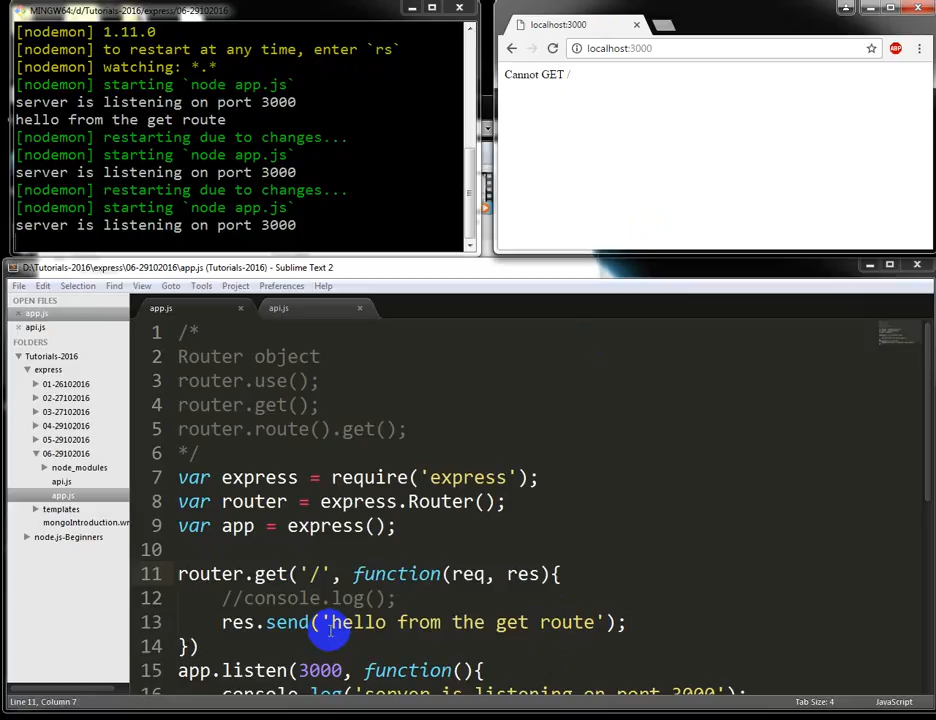 MINGW64:/d/Tutorials-2016/express/06-29102016
[nodemon] 1.11.0
[nodemon] to restart at any time, enter `rs`
[nodemon] watching: *.*
[nodemon] starting `node app.js`
server is listening on port 3000
hello from the get route
[nodemon] restarting due to changes...
[nodemon] starting `node app.js`
server is listening on port 3000
[nodemon] restarting due to changes...
[nodemon] starting `node app.js`
server is listening on port 3000
localhost:3000
localhost:3000
ABP
Cannot GET /
D:\Tutorials-2016\express\06-29102016\app.js (Tutorials-2016) - Sublime Text 2
File Edit Selection Find View Goto Tools Project Preferences Help
OPEN FILES
app.js
api.js
FOLDERS
Tutorials-2016
express
01-26102016
02-27102016
03-27102016
04-29102016
05-29102016
06-29102016
node_modules
api.js
app.js
templates
mongoIntroduction.wr
node.js-Beginners
app.js
api.js
1 /*
2 Router object
3 router.use();
4 router.get();
5 router.route().get();
6 */
7 var express = require('express');
8 var router = express.Router();
9 var app = express();
10
11 router.get('/', function(req, res){
12 //console.log();
13 res.send('hello from the get route');
14 })
15 app.listen(3000, function(){
16 console.log('server is listening on port 3000');
Line 11, Column 7
Tab Size: 4
JavaScript